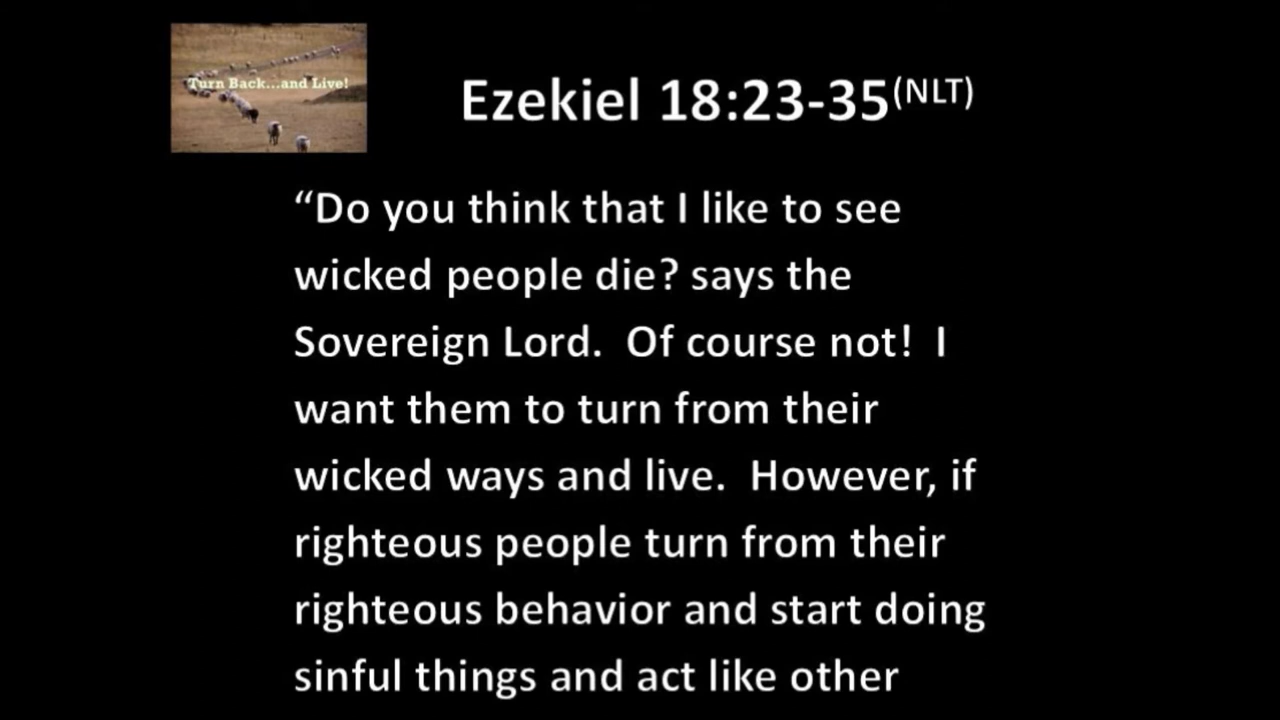 Turn Back...and Live!
Ezekiel 18:23-35(NLT)
“Do you think that I like to see
wicked people die? says the
Sovereign Lord.  Of course not!  I
want them to turn from their
wicked ways and live.  However, if
righteous people turn from their
righteous behavior and start doing
sinful things and act like other